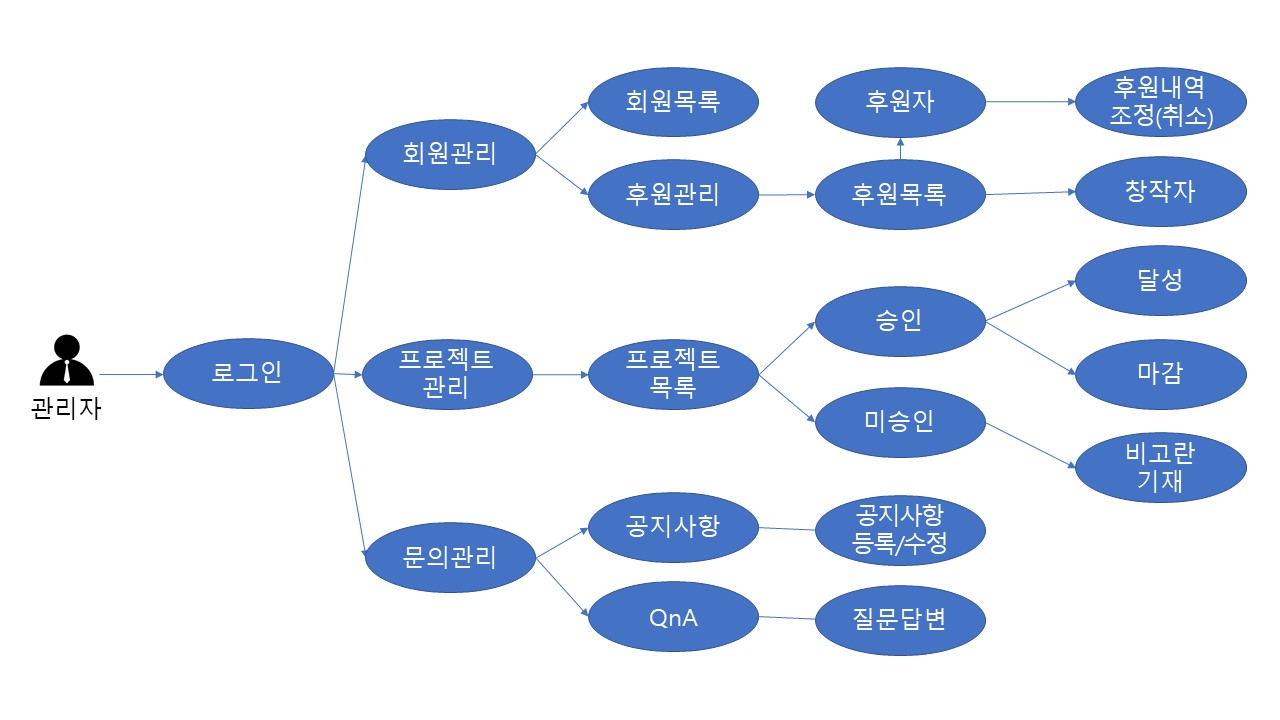 회원목록
후원자
후원내역
조정(취소)
회원관리
후원관리
후원목록
창작자
달성
승인
관리자
로그인
프로젝트
관리
프로젝트
목록
마감
미승인
비고란
기재
문의관리
공지사항
공지사항
등록/수정
QnA
질문답변